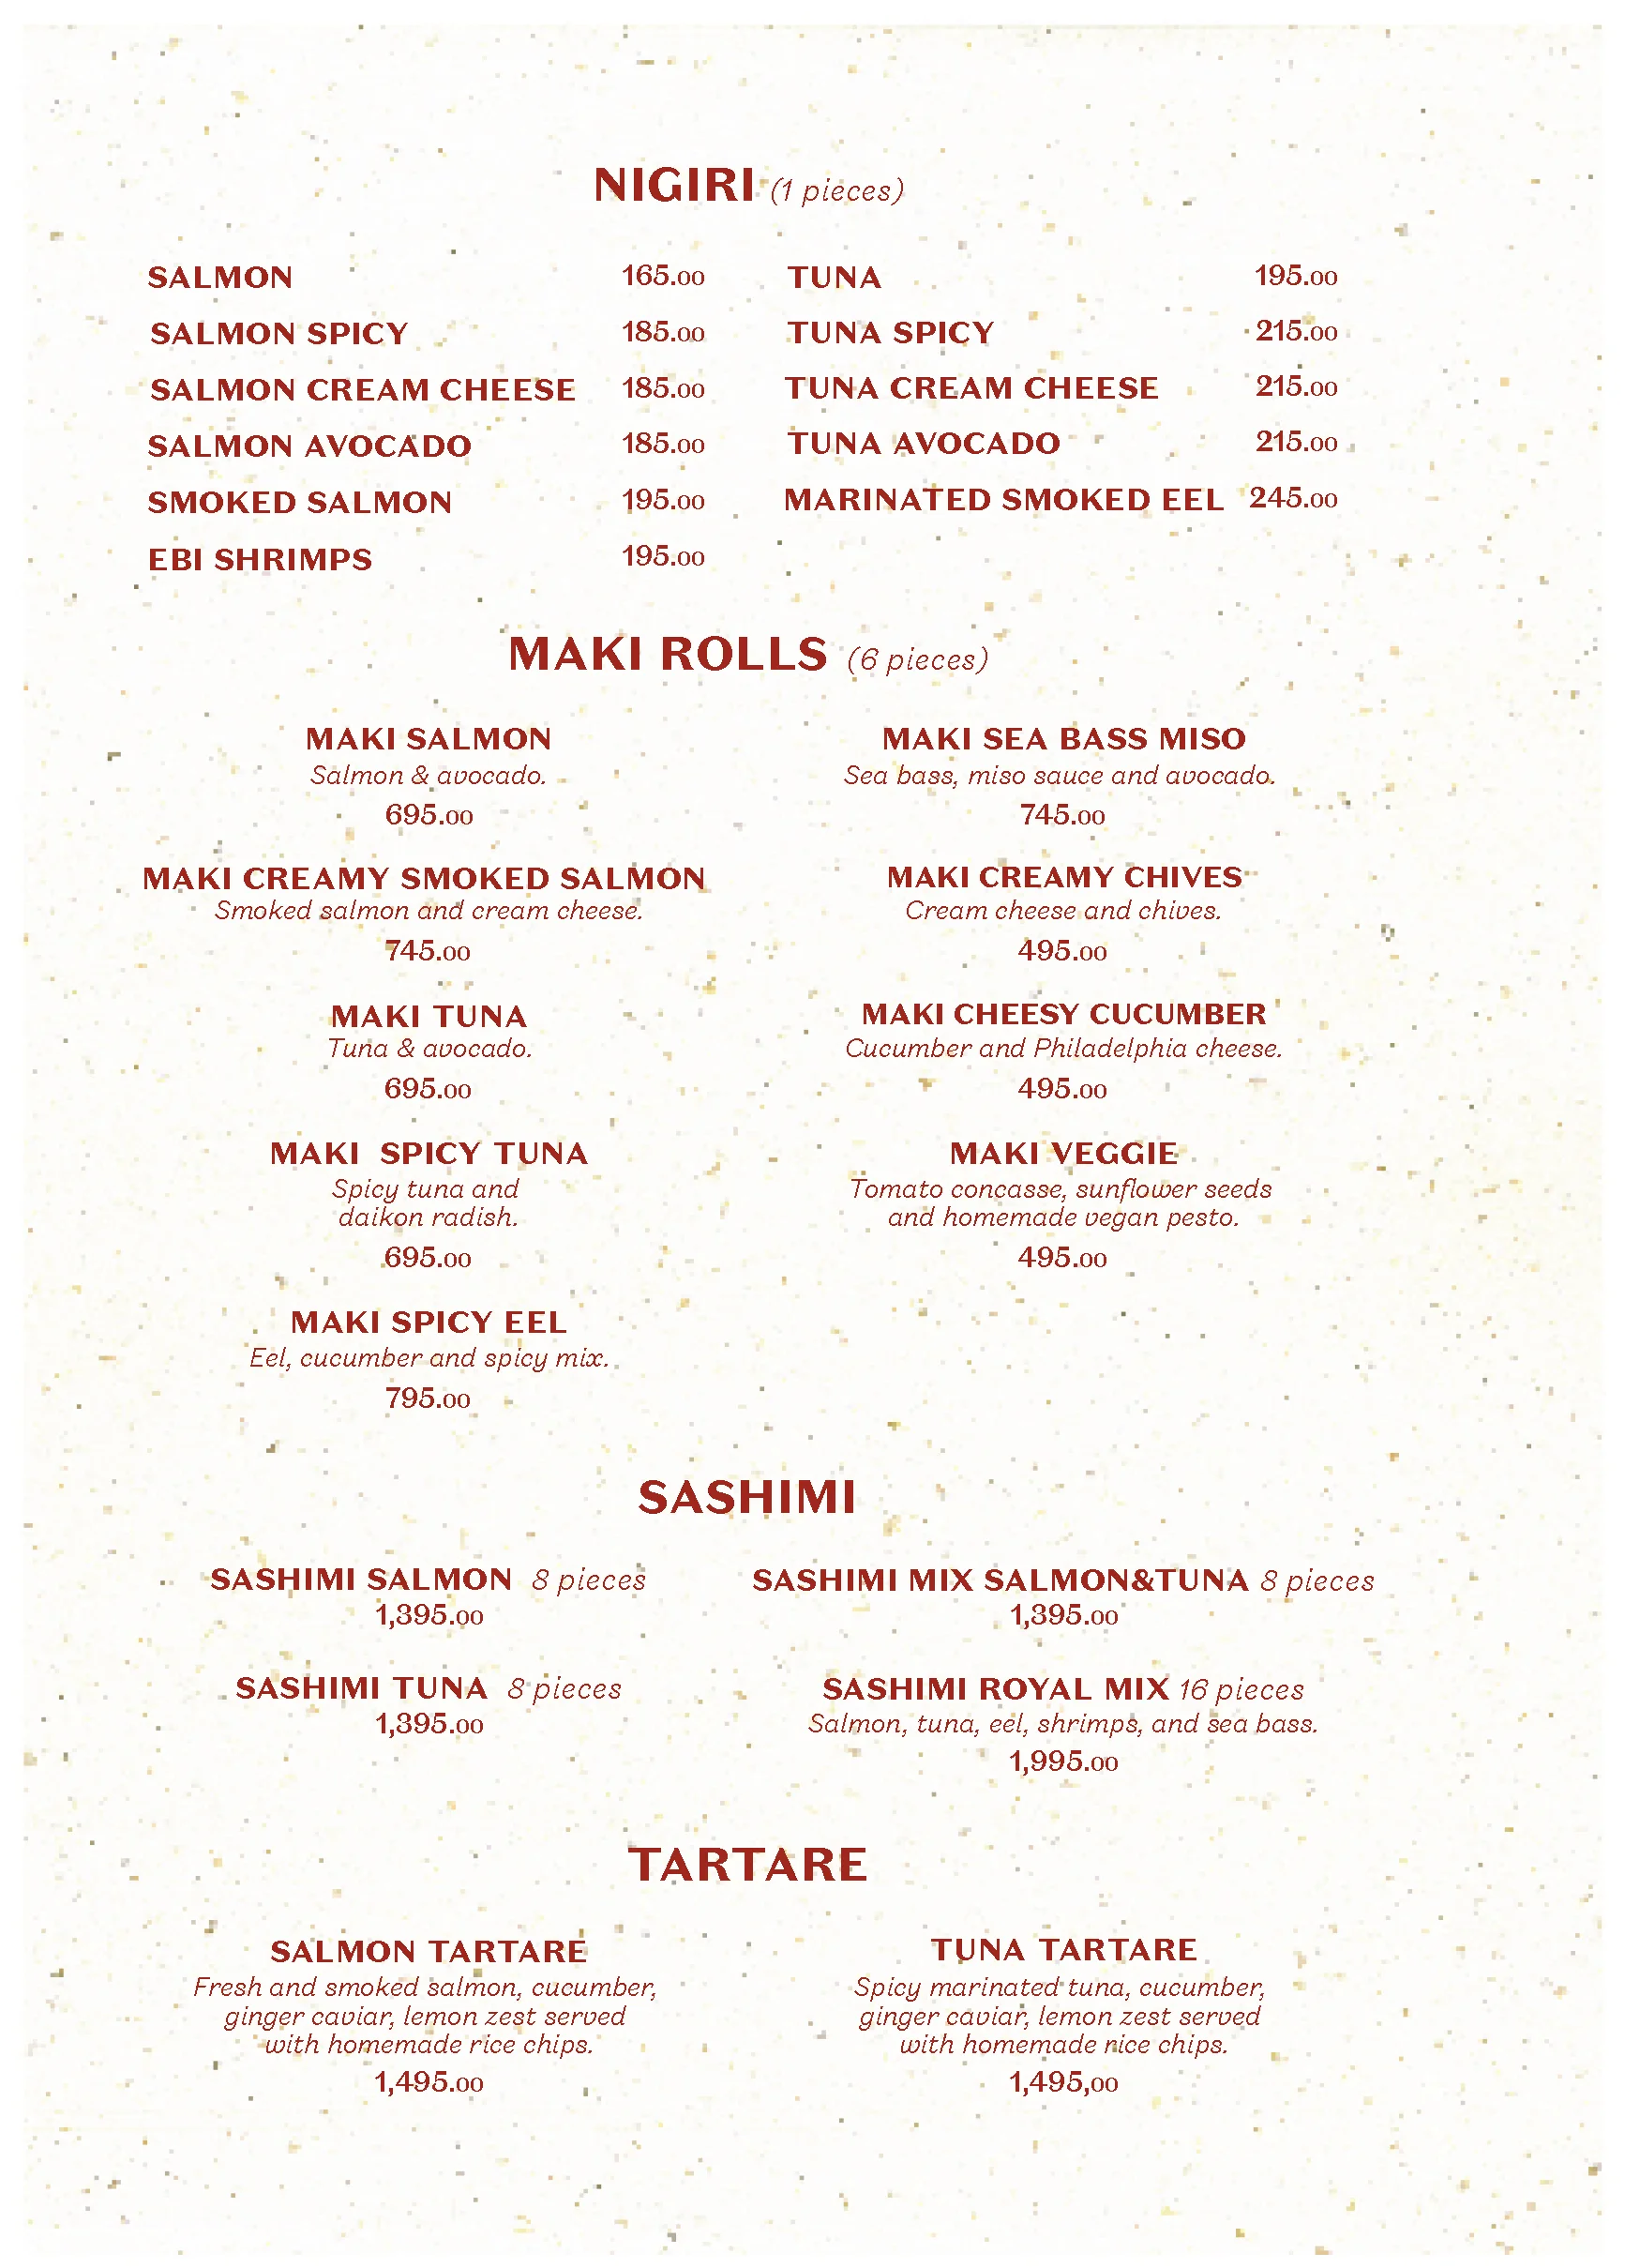 NIGIRI (1 pieces)
SALMON 165.00
SALMON SPICY 185.00
SALMON CREAM CHEESE 185.00
SALMON AVOCADO 185.00
SMOKED SALMON 195.00
EBI SHRIMPS 195.00
TUNA 195.00
TUNA SPICY 215.00
TUNA CREAM CHEESE 215.00
TUNA AVOCADO 215.00
MARINATED SMOKED EEL 245.00
MAKI ROLLS (6 pieces)
MAKI SALMON
Salmon & avocado.
695.00
MAKI CREAMY SMOKED SALMON
Smoked salmon and cream cheese.
745.00
MAKI TUNA
Tuna & avocado.
695.00
MAKI SPICY TUNA
Spicy tuna and
daikon radish.
695.00
MAKI SPICY EEL
Eel, cucumber and spicy mix.
795.00
MAKI SEA BASS MISO
Sea bass, miso sauce and avocado.
745.00
MAKI CREAMY CHIVES
Cream cheese and chives.
495.00
MAKI CHEESY CUCUMBER
Cucumber and Philadelphia cheese.
495.00
MAKI VEGGIE
Tomato concasse, sunflower seeds
and homemade vegan pesto.
495.00
SASHIMI
SASHIMI SALMON 8 pieces
1,395.00
SASHIMI TUNA 8 pieces
1,395.00
SASHIMI MIX SALMON&TUNA 8 pieces
1,395.00
SASHIMI ROYAL MIX 16 pieces
Salmon, tuna, eel, shrimps, and sea bass.
1,995.00
TARTARE
SALMON TARTARE
Fresh and smoked salmon, cucumber,
ginger caviar, lemon zest served
with homemade rice chips.
1,495.00
TUNA TARTARE
Spicy marinated tuna, cucumber,
ginger caviar, lemon zest served
with homemade rice chips.
1,495,00